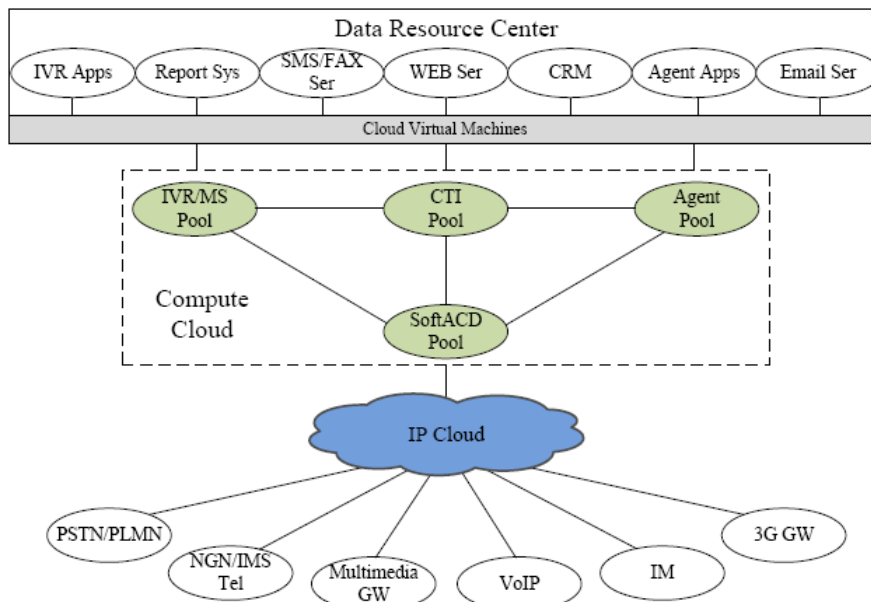 Data Resource Center
IVR Apps
Report Sys
SMS/FAX
Ser
WEB Ser
CRM
Agent Apps
Email Ser
Cloud Virtual Machines
IVR/MS
Pool
CTI
Pool
Agent
Pool
Compute
Cloud
SoftACD
Pool
IP Cloud
PSTN/PLMN
NGN/IMS
Tel
Multimedia
GW
VoIP
IM
3G GW